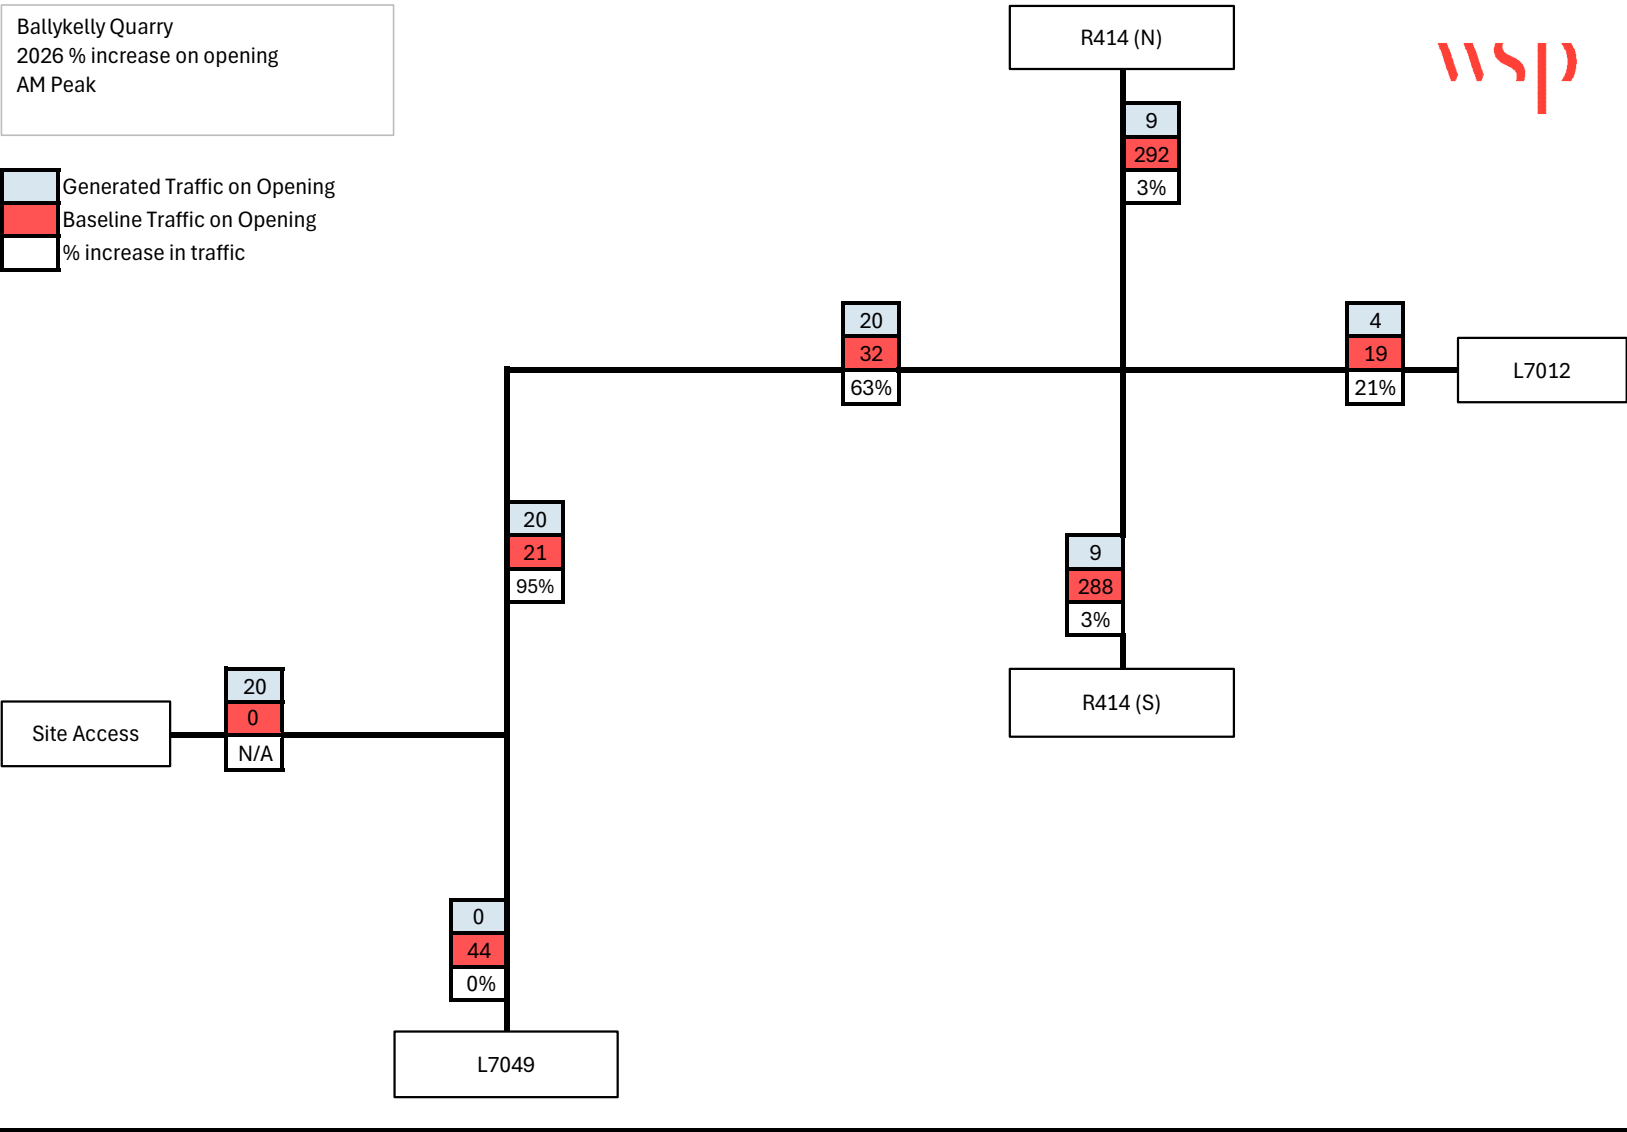 Ballykelly Quarry
2026 % increase on opening
AM Peak
R414 (N)
wsp
9
292
3%
Generated Traffic on Opening
Baseline Traffic on Opening
% increase in traffic
20
32
63%
4
19
21%
L7012
20
21
95%
9
288
3%
R414 (S)
20
0
N/A
Site Access
0
44
0%
L7049